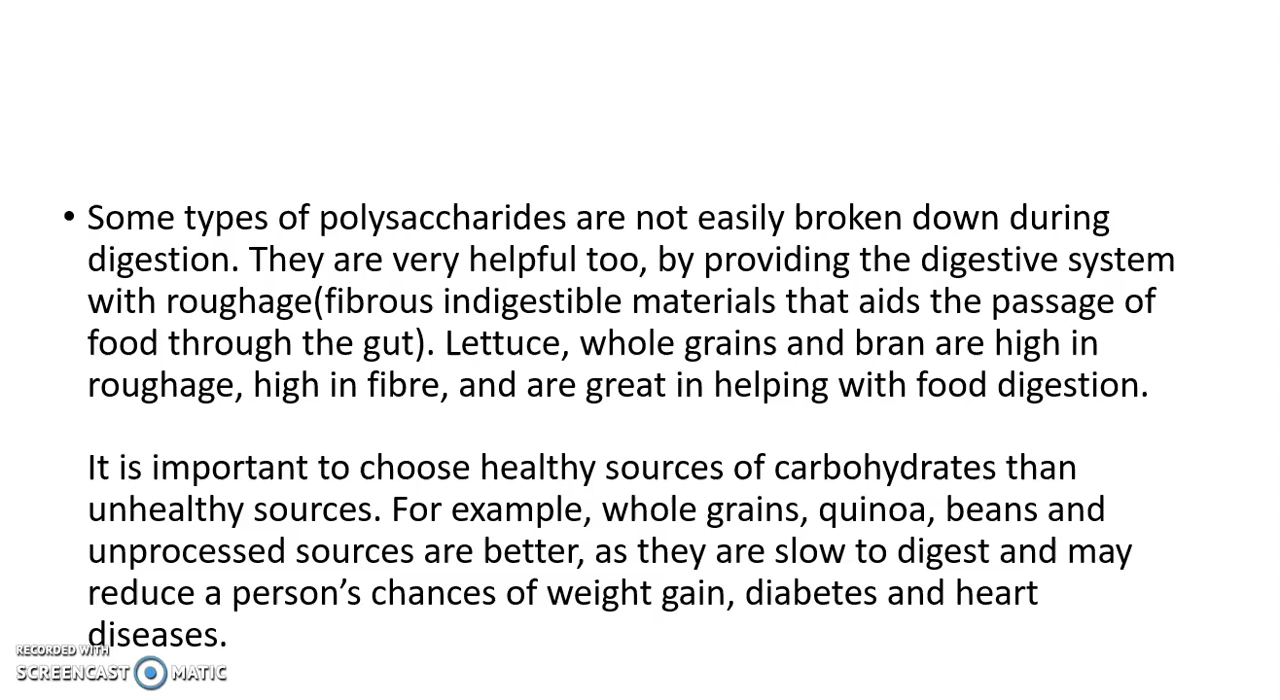 • Some types of polysaccharides are not easily broken down during
digestion. They are very helpful too, by providing the digestive system
with roughage(fibrous indigestible materials that aids the passage of
food through the gut). Lettuce, whole grains and bran are high in
roughage, high in fibre, and are great in helping with food digestion.
It is important to choose healthy sources of carbohydrates than
unhealthy sources. For example, whole grains, quinoa, beans and
unprocessed sources are better, as they are slow to digest and may
reduce a person’s chances of weight gain, diabetes and heart
diseases.
RECORDED WITH
SCREENCAST MATIC